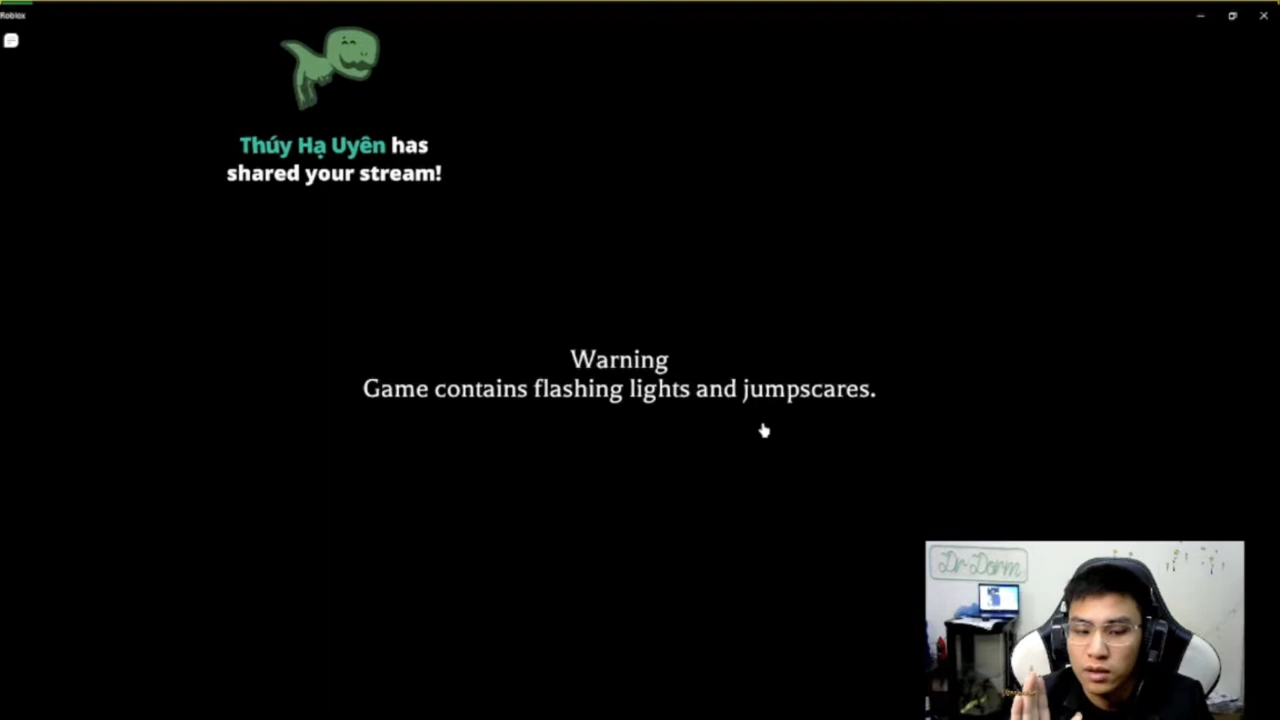 Roblox
Thúy Hạ Uyên has
shared your stream!
Warning
Game contains flashing lights and jumpscares.
Dr Dorm